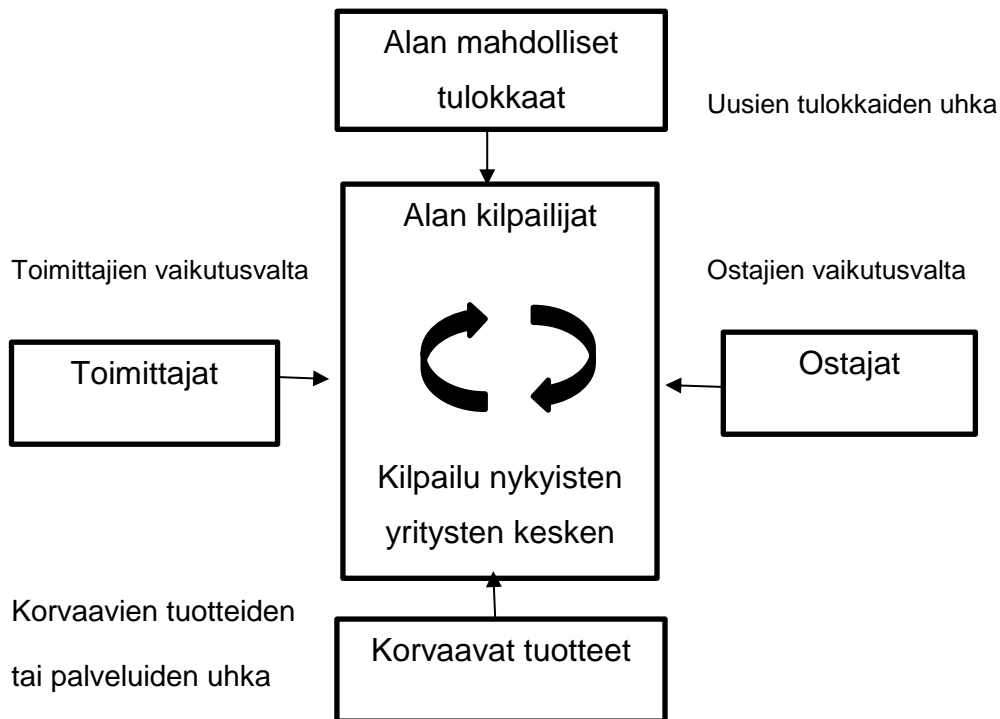 Alan mahdolliset
tulokkaat
Uusien tulokkaiden uhka
Alan kilpailijat
Toimittajien vaikutusvalta
Ostajien vaikutusvalta
Toimittajat
Ostajat
Kilpailu nykyisten
yritysten kesken
Korvaavien tuotteiden
tai palveluiden uhka
Korvaavat tuotteet